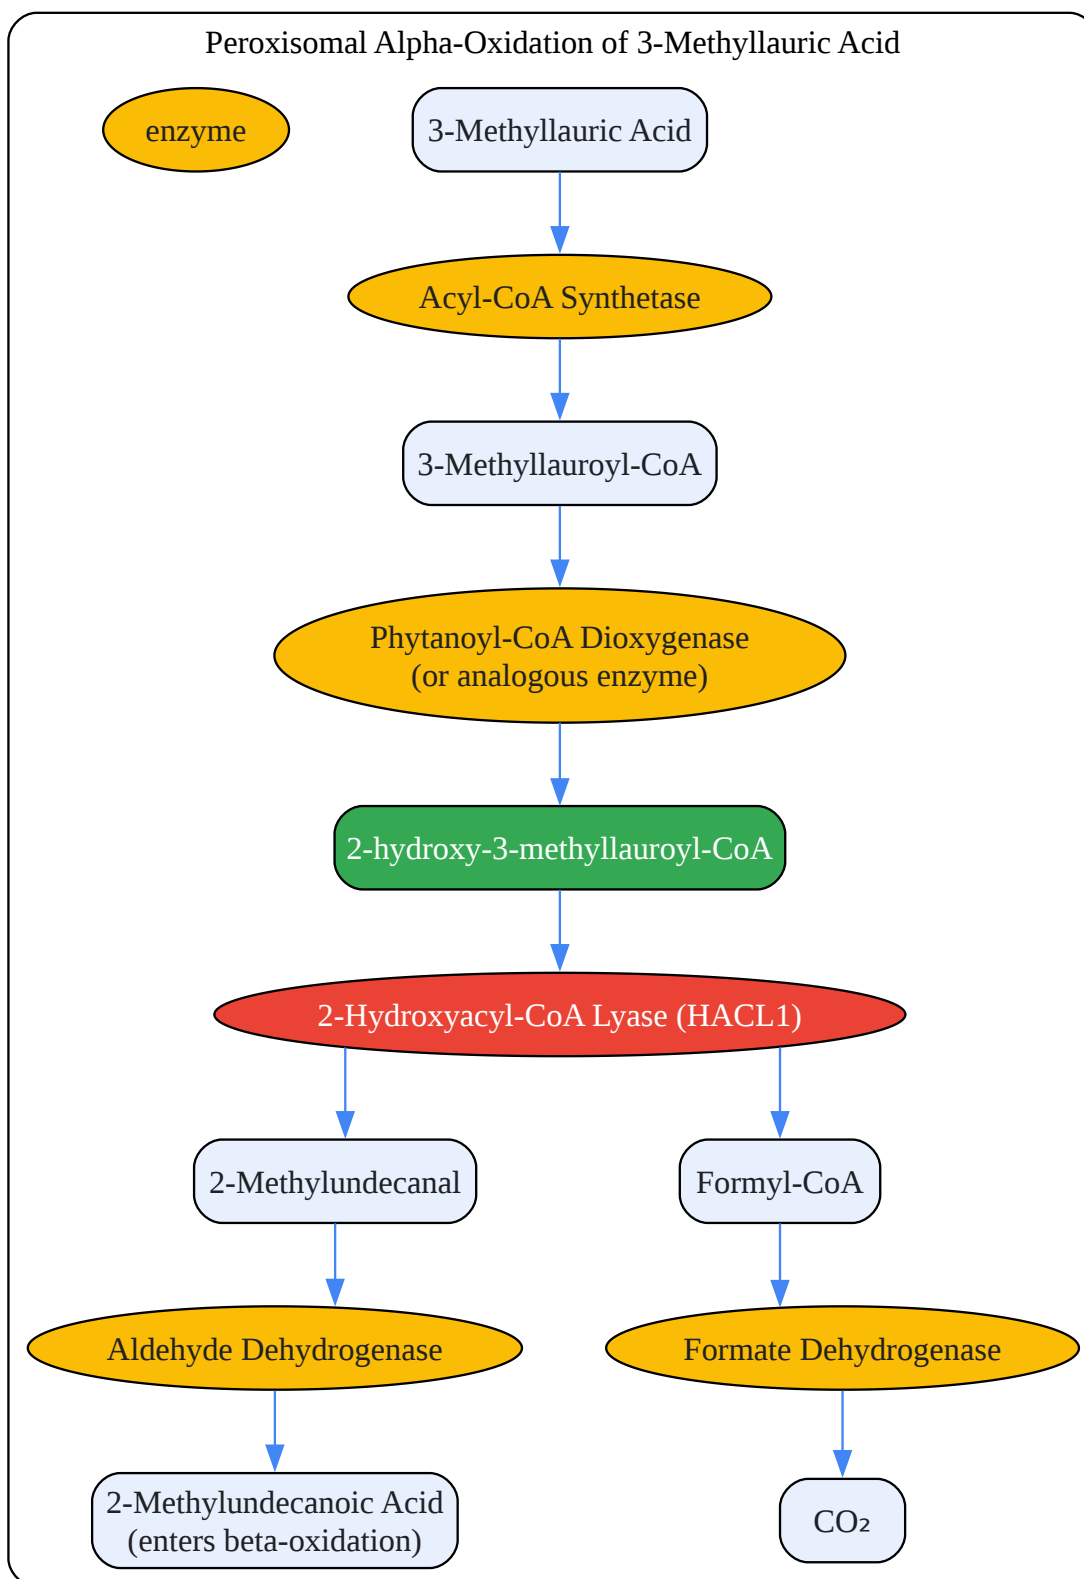 Peroxisomal Alpha-Oxidation of 3-Methyllauric Acid
enzyme
3-Methyllauric Acid
Acyl-CoA Synthetase
3-Methyllauroyl-CoA
Phytanoyl-CoA Dioxygenase
(or analogous enzyme)
2-hydroxy-3-methyllauroyl-CoA
2-Hydroxyacyl-CoA Lyase (HACL1)
2-Methylundecanal
Formyl-CoA
Aldehyde Dehydrogenase
Formate Dehydrogenase
2-Methylundecanoic Acid
(enters beta-oxidation)
CO₂